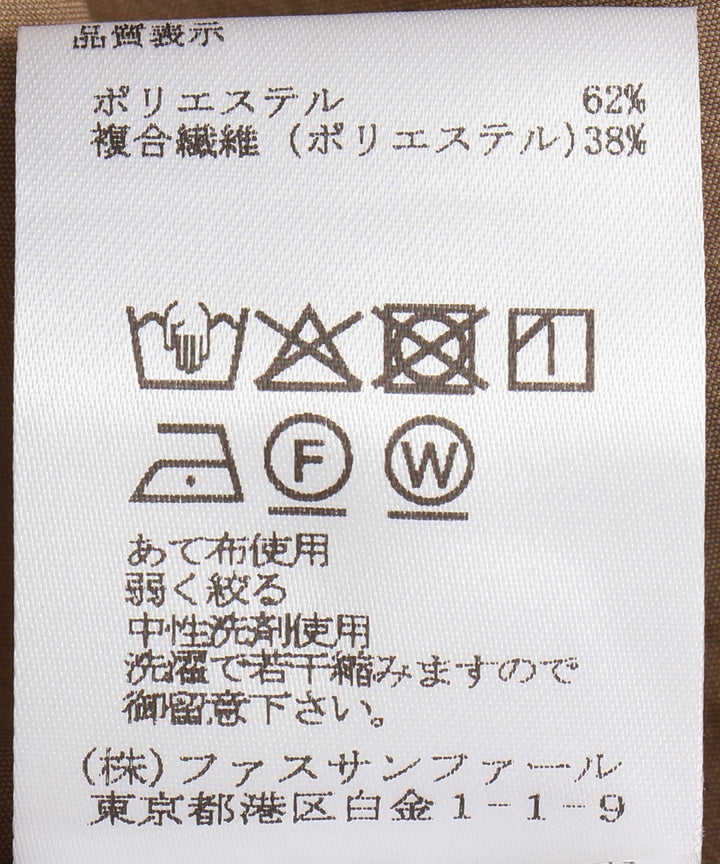 品質表示
ポリエステル 62%
複合繊維 (ポリエステル)38%
F W
あて布使用
弱く絞る
中性洗剤使用
洗濯で若干縮みますので
御留意下さい。
(株)ファスサンファール
東京都港区白金1-1-9